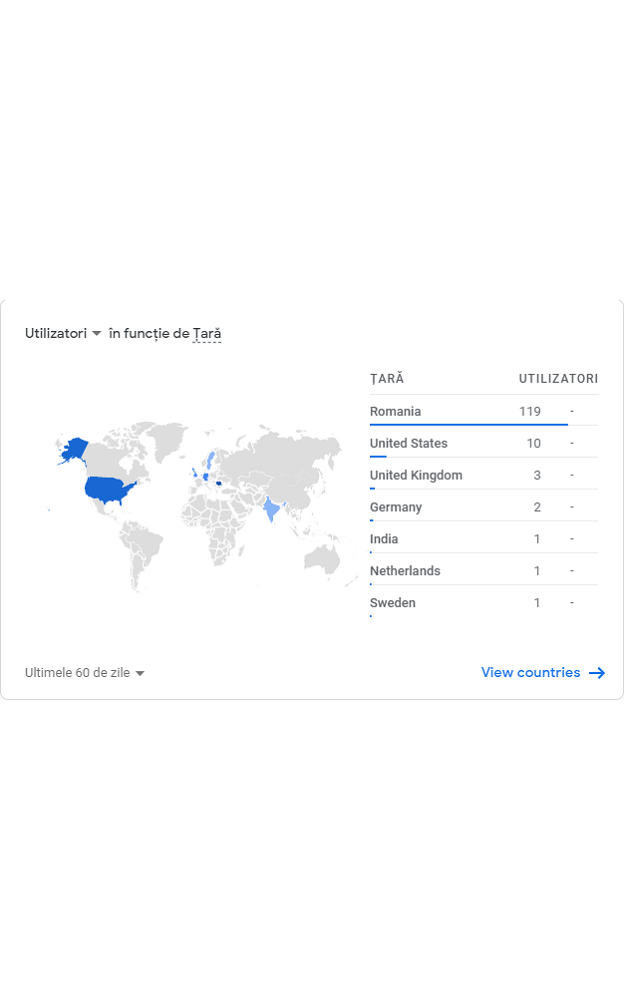 Utilizatori în funcție de Țară
ȚARĂ UTILIZATORI
Romania 119 -
United States 10 -
United Kingdom 3 -
Germany 2 -
India 1 -
Netherlands 1 -
Sweden 1 -
Ultimele 60 de zile View countries